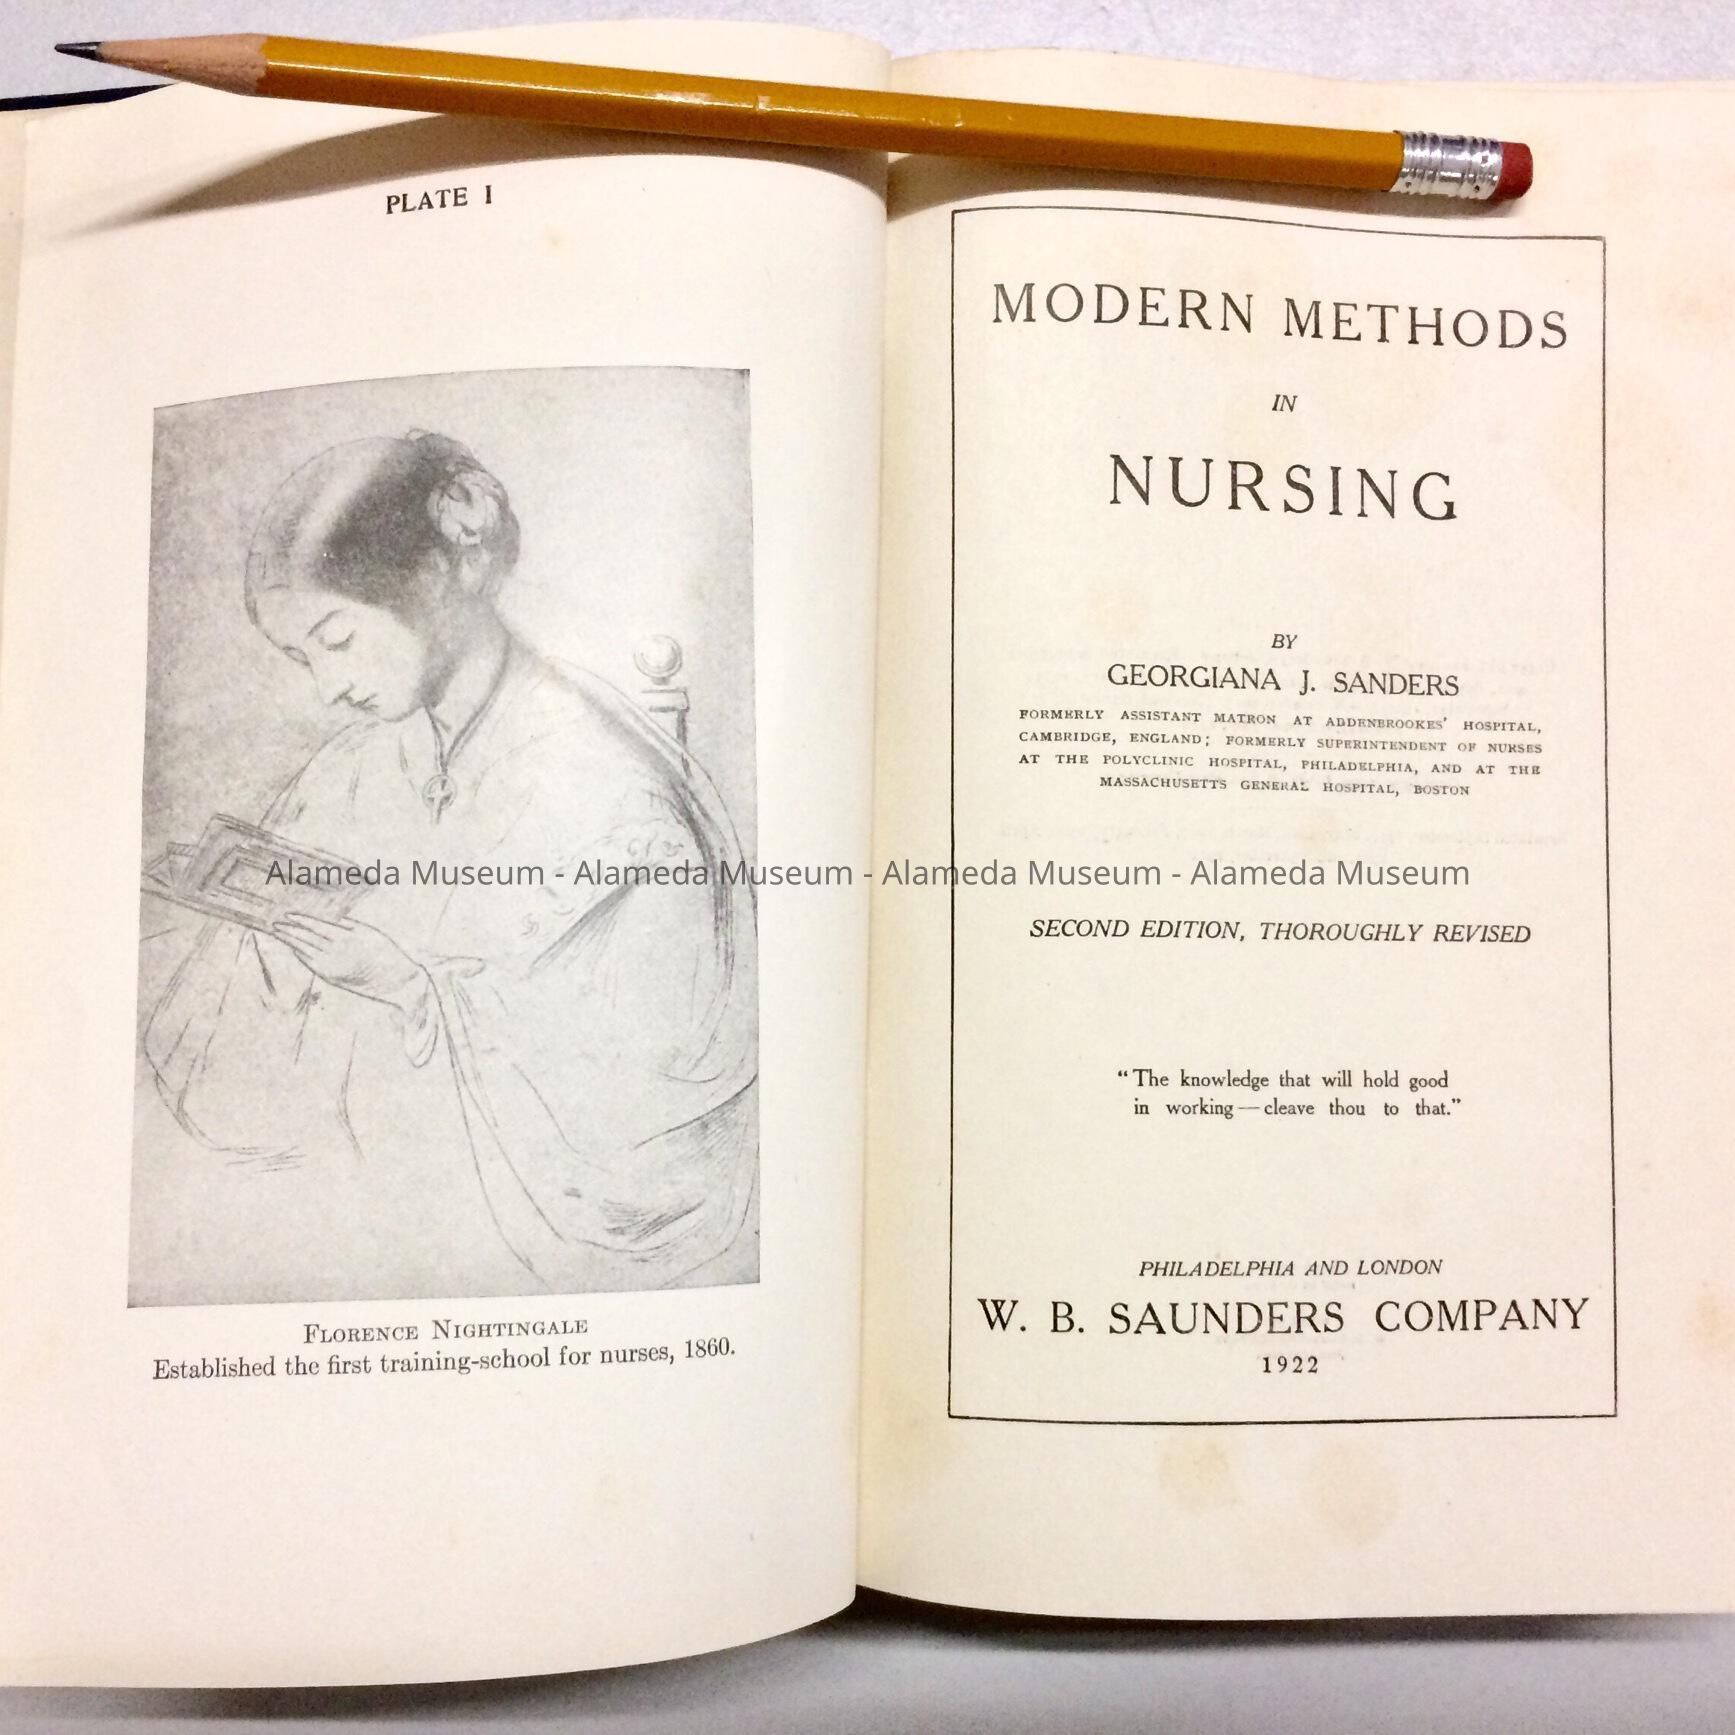 PLATE I
FLORENCE NIGHTINGALE
Established the first training-school for nurses, 1860.
MODERN METHODS
IN
NURSING
BY
GEORGIANA J. SANDERS
FORMERLY ASSISTANT MATRON AT ADDENBROOKES' HOSPITAL,
CAMBRIDGE, ENGLAND; FORMERLY SUPERINTENDENT OF NURSES
AT THE POLYCLINIC HOSPITAL, PHILADELPHIA, AND AT THE
MASSACHUSETTS GENERAL HOSPITAL, BOSTON
Alameda Museum - Alameda Museum - Alameda Museum - Alameda Museum
SECOND EDITION, THOROUGHLY REVISED
“The knowledge that will hold good
in working—cleave thou to that.”
PHILADELPHIA AND LONDON
W. B. SAUNDERS COMPANY
1922